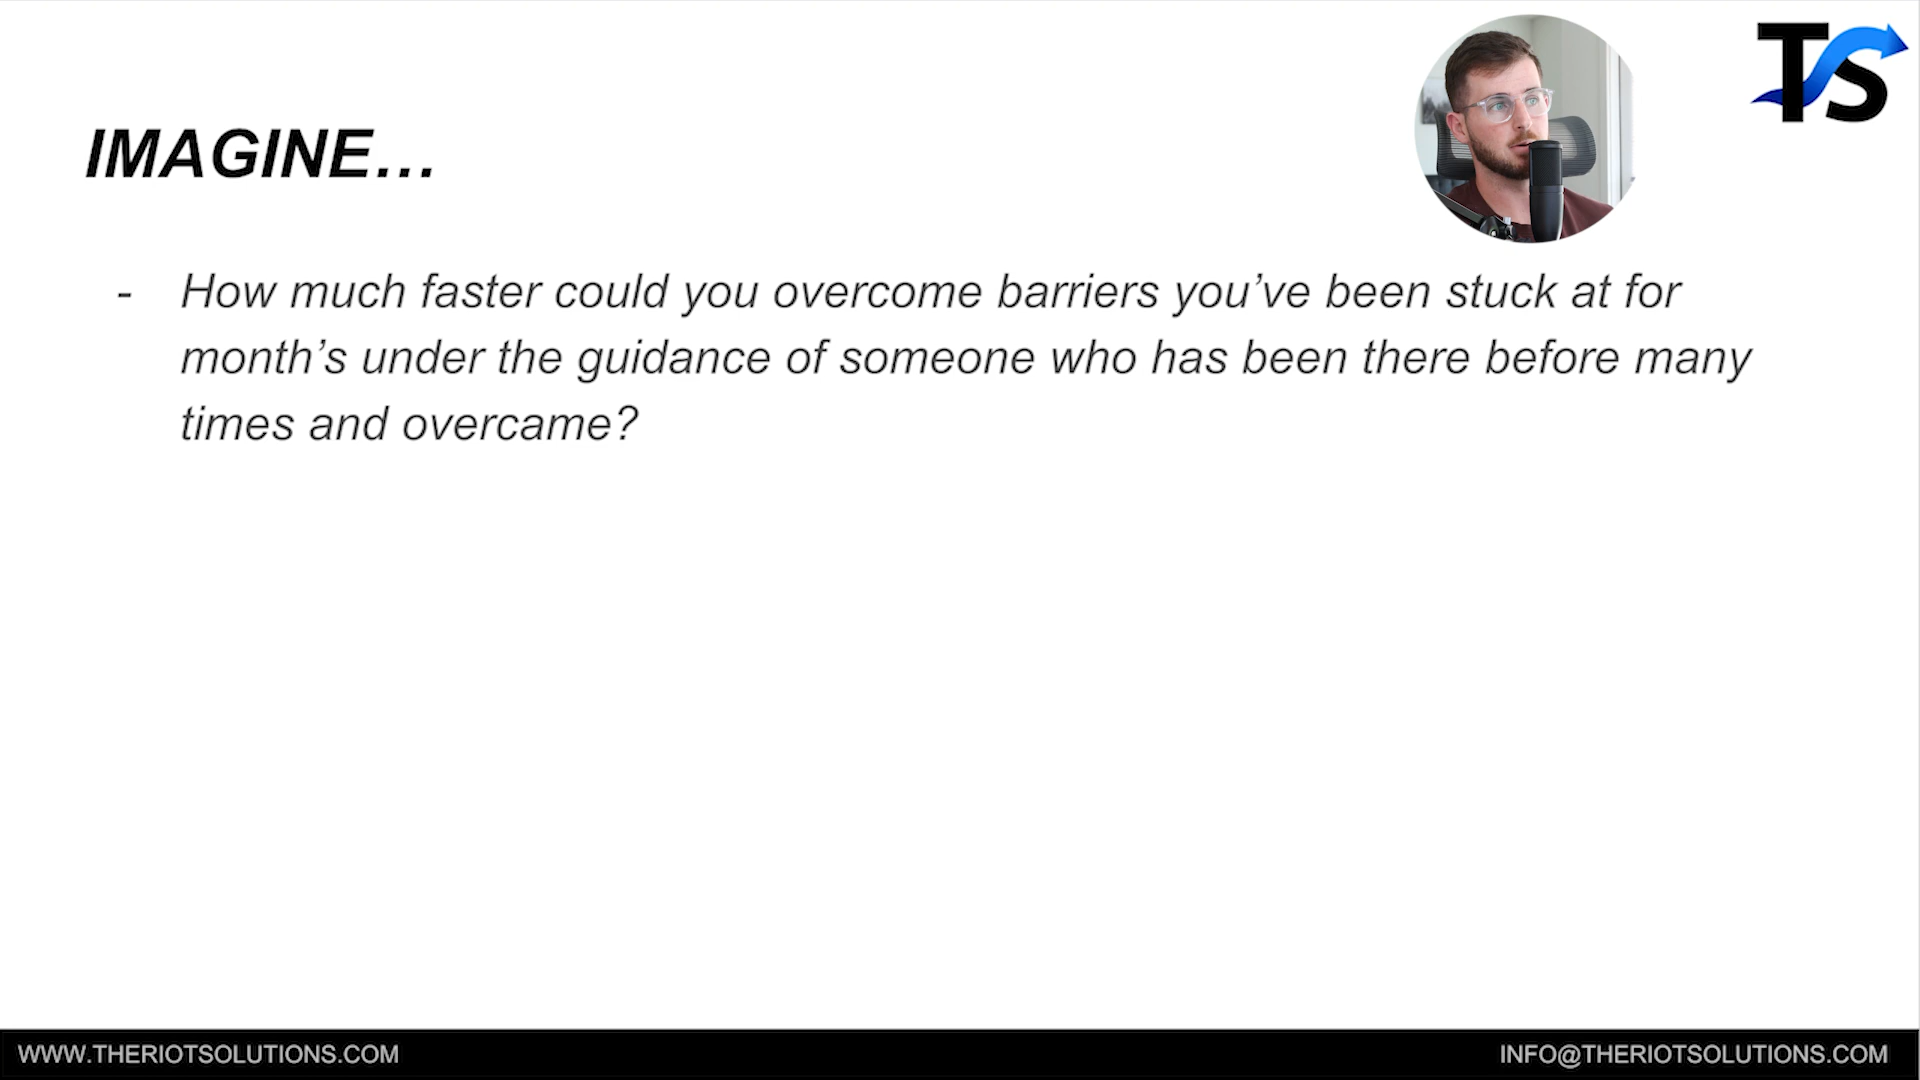 TS
IMAGINE…
- How much faster could you overcome barriers you’ve been stuck at for
month’s under the guidance of someone who has been there before many
times and overcame?
WWW.THERIOTSOLUTIONS.COM
INFO@THERIOTSOLUTIONS.COM